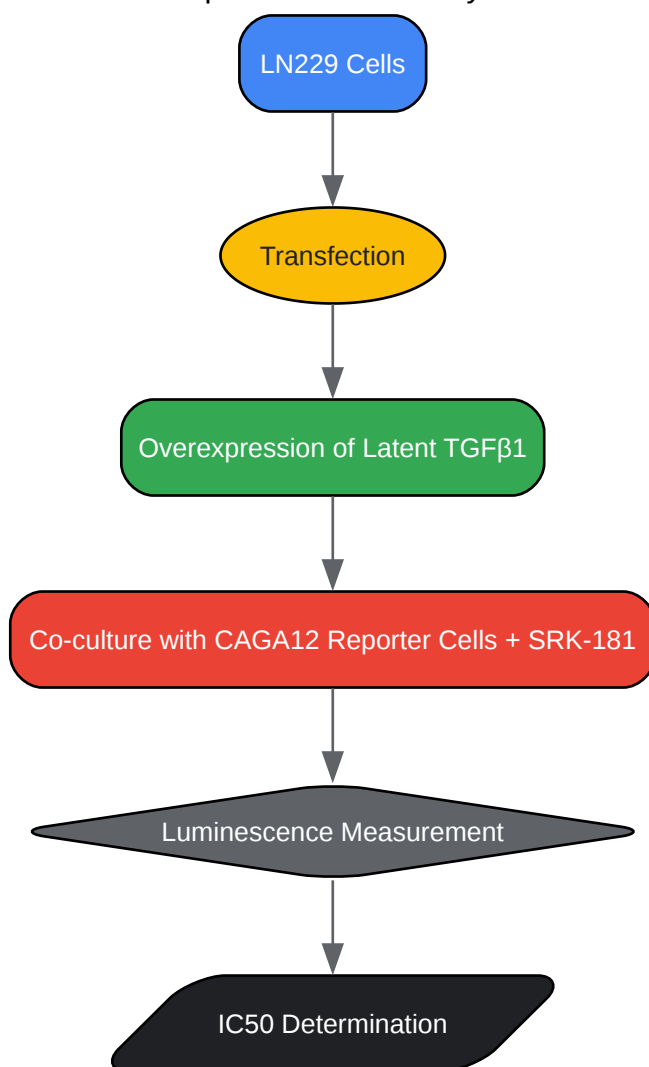 LN229 Cells
Transfection
Overexpression of Latent TGFβ1
Co-culture with CAGA12 Reporter Cells + SRK-181
Luminescence Measurement
IC50 Determination